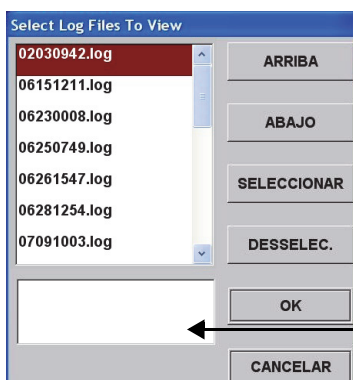 Select Log Files To View
02030942.log
06151211.log
06230008.log
06250749.log
06261547.log
06281254.log
07091003.log
ARRIBA
ABAJO
SELECCIONAR
DESSELEC.
OK
CANCELAR